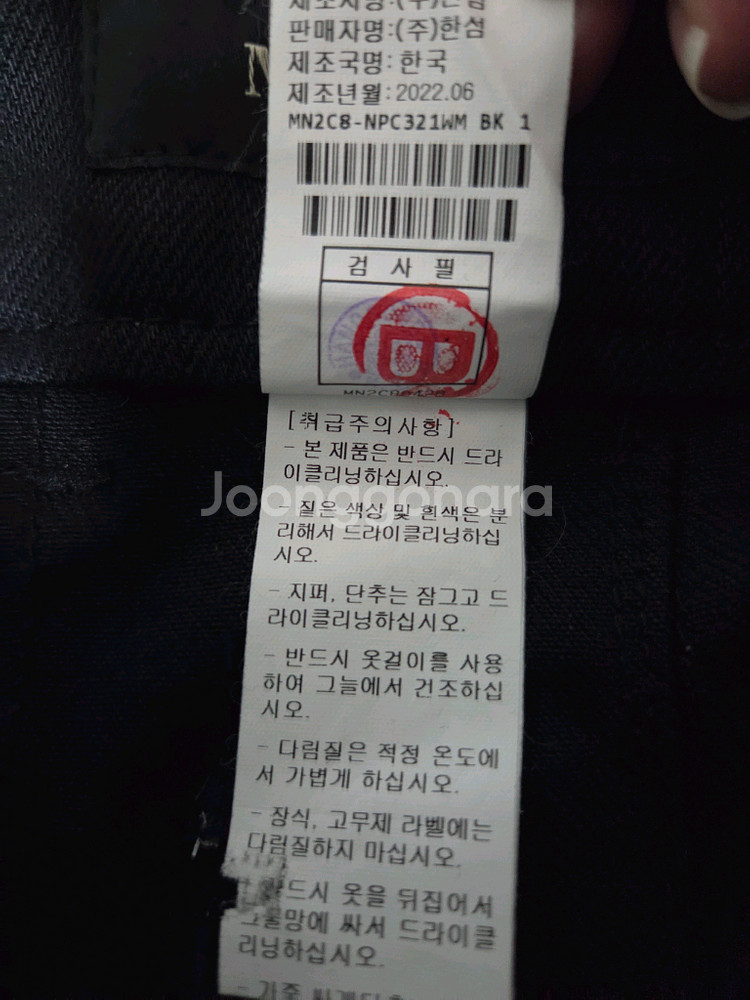 판매자명:(주)한섬
제조국명:한국
제조년월:2022.06
MN2C8-NPC321WM BK 1
검 사 필
[취급주의사항]
- 본 제품은 반드시 드라
이클리닝하십시오.
Joonggonara
- 짙은 색상 및 흰색은 분
리해서 드라이클리닝하십
시오.
- 지퍼, 단추는 잠그고 드
라이클리닝하십시오.
- 반드시 옷걸이를 사용
하여 그늘에서 건조하십
시오.
- 다림질은 적정 온도에
서 가볍게 하십시오.
- 장식, 고무제 라벨에는
다림질하지 마십시오.
옷을 뒤집어서
싸서 드라이클
리닝하십시오.